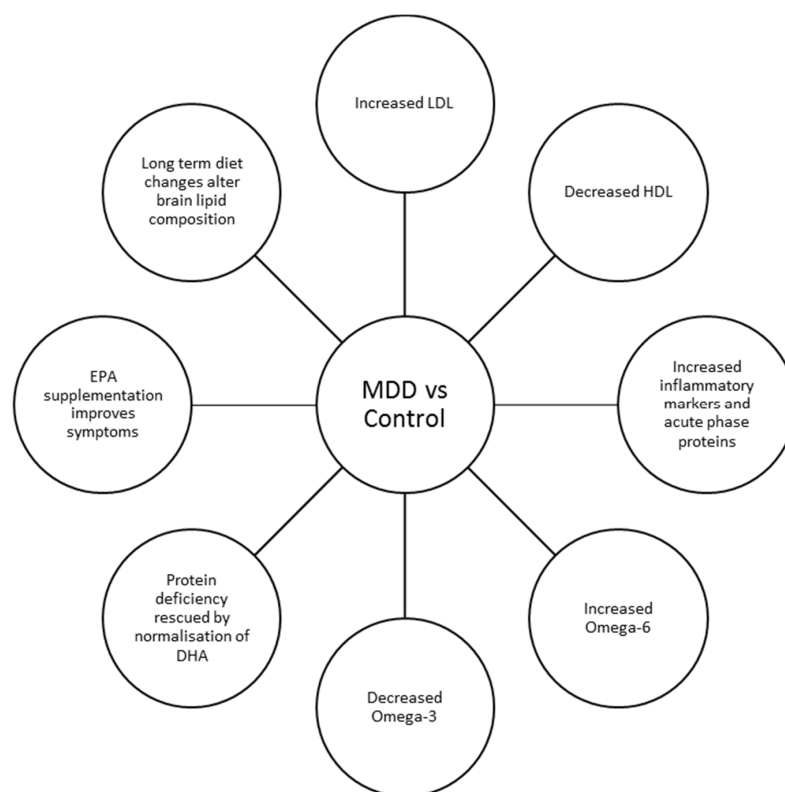 Increased LDL
Long term diet
changes alter
brain lipid
composition
Decreased HDL
EPA
supplementation
improves
symptoms
MDD vs
Control
Increased
inflammatory
markers and
acute phase
proteins
Protein
deficiency
rescued by
normalisation of
DHA
Increased
Omega-6
Decreased
Omega-3